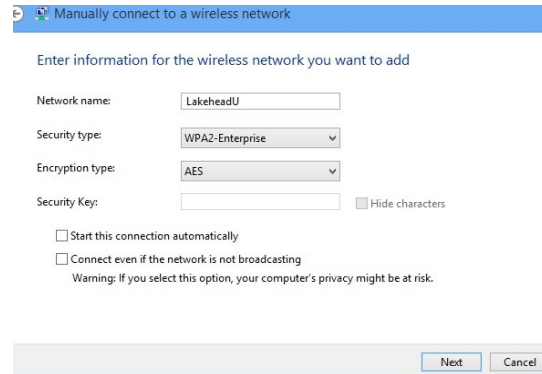 Manually connect to a wireless network
Enter information for the wireless network you want to add
Network name: LakeheadU
Security type: WPA2-Enterprise
Encryption type: AES
Security Key: Hide characters
Start this connection automatically
Connect even if the network is not broadcasting
Warning: If you select this option, your computer's privacy might be at risk.
Next Cancel